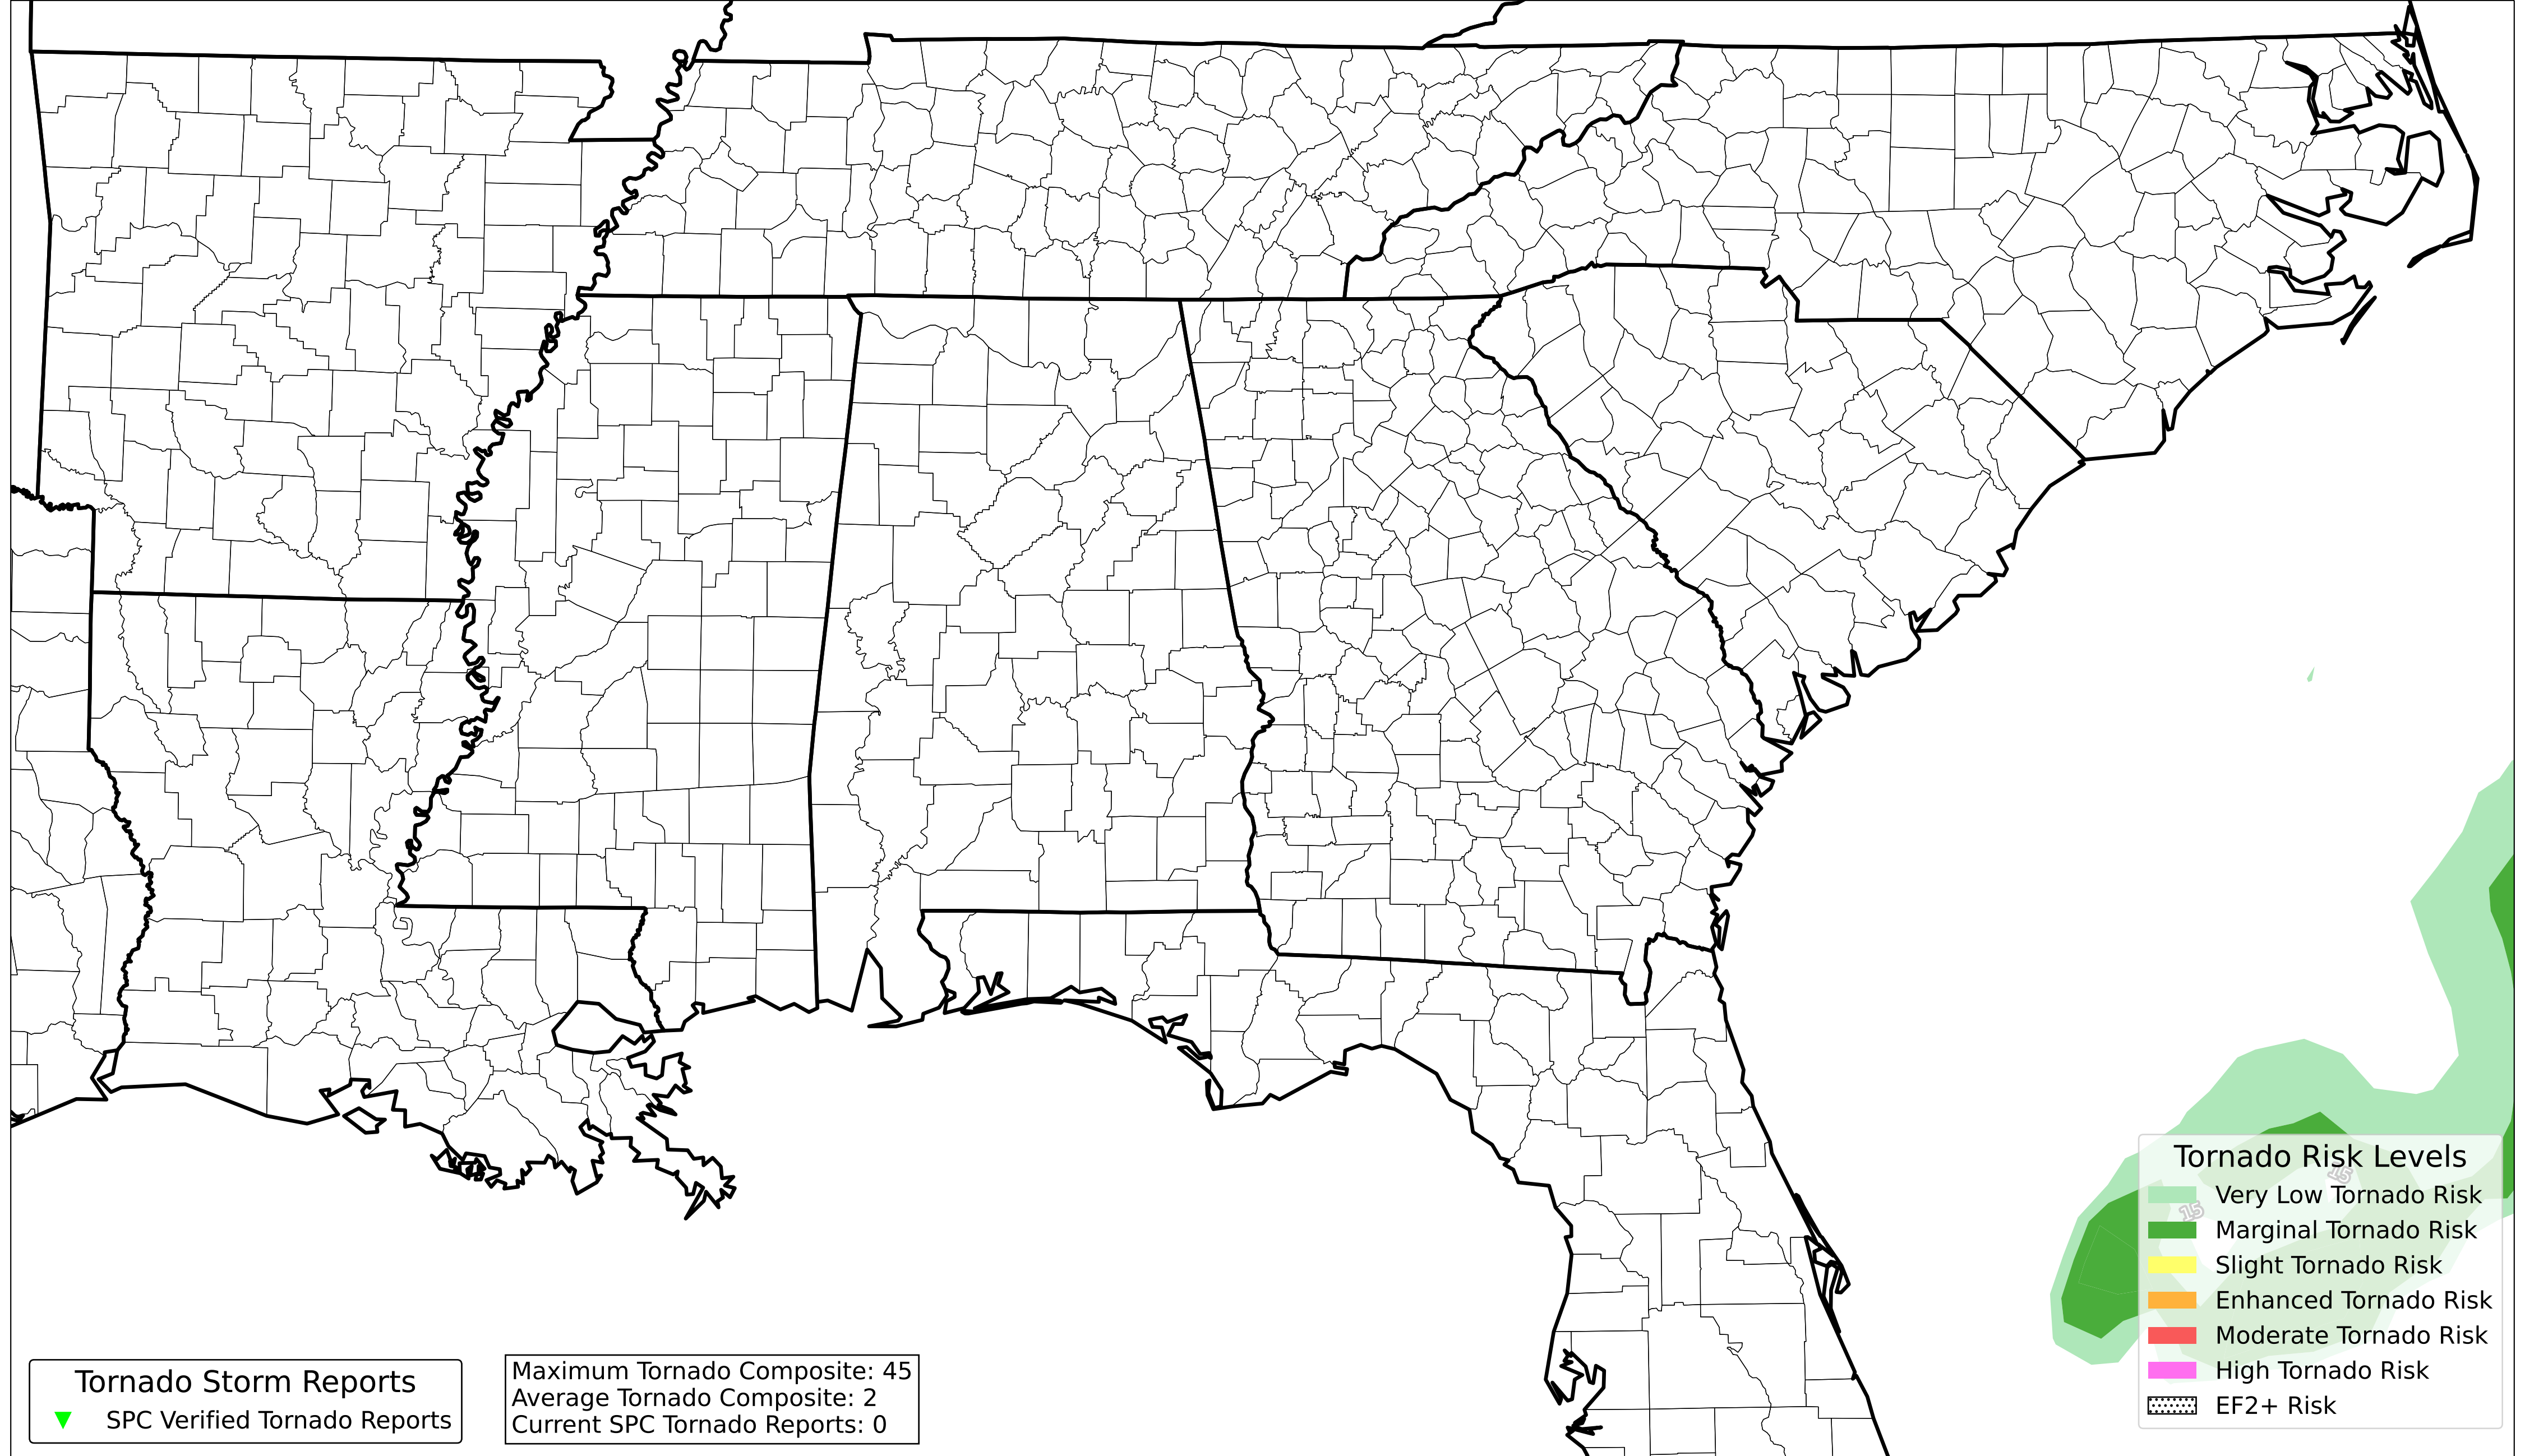 15
15
Tornado Risk Levels
Very Low Tornado Risk
Marginal Tornado Risk
Slight Tornado Risk
Enhanced Tornado Risk
Moderate Tornado Risk
High Tornado Risk
EF2+ Risk
Tornado Storm Reports
SPC Verified Tornado Reports
Maximum Tornado Composite: 45
Average Tornado Composite: 2
Current SPC Tornado Reports: 0